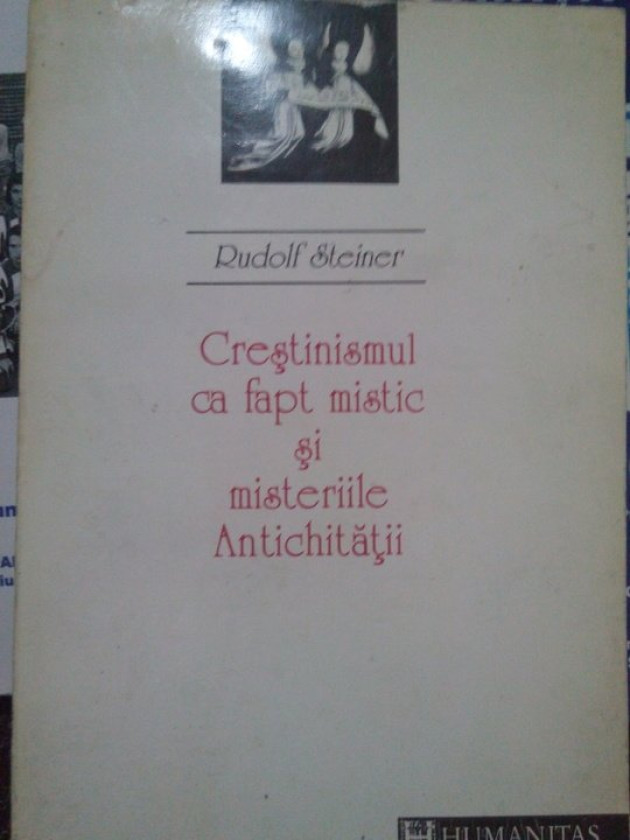 Rudolf Steiner
Creştinismul
ca fapt mistic
şi
misteriile
Antichităţii
HUMANITAS